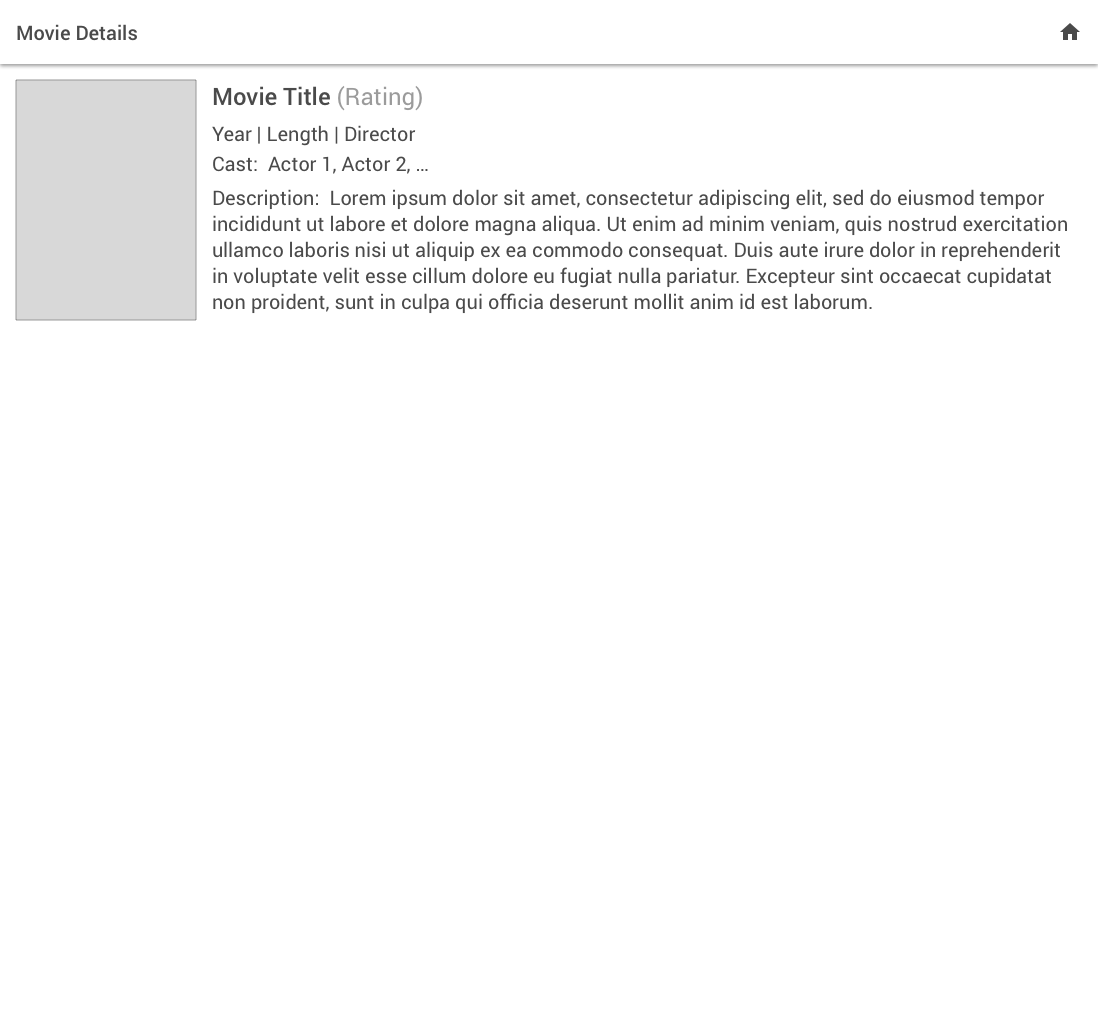 Movie Details
Movie Title (Rating)
Year | Length | Director
Cast:  Actor 1, Actor 2, ...
Description:  Lorem ipsum dolor sit amet, consectetur adipiscing elit, sed do eiusmod tempor
incididunt ut labore et dolore magna aliqua. Ut enim ad minim veniam, quis nostrud exercitation
ullamco laboris nisi ut aliquip ex ea commodo consequat. Duis aute irure dolor in reprehenderit
in voluptate velit esse cillum dolore eu fugiat nulla pariatur. Excepteur sint occaecat cupidatat
non proident, sunt in culpa qui officia deserunt mollit anim id est laborum.